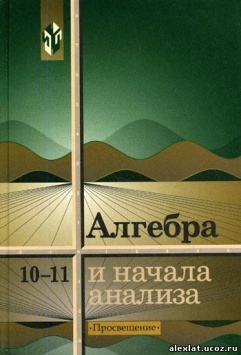 Алгебра
10–11
и начала
анализа
·Просвещение·
alexlat.ucoz.ru